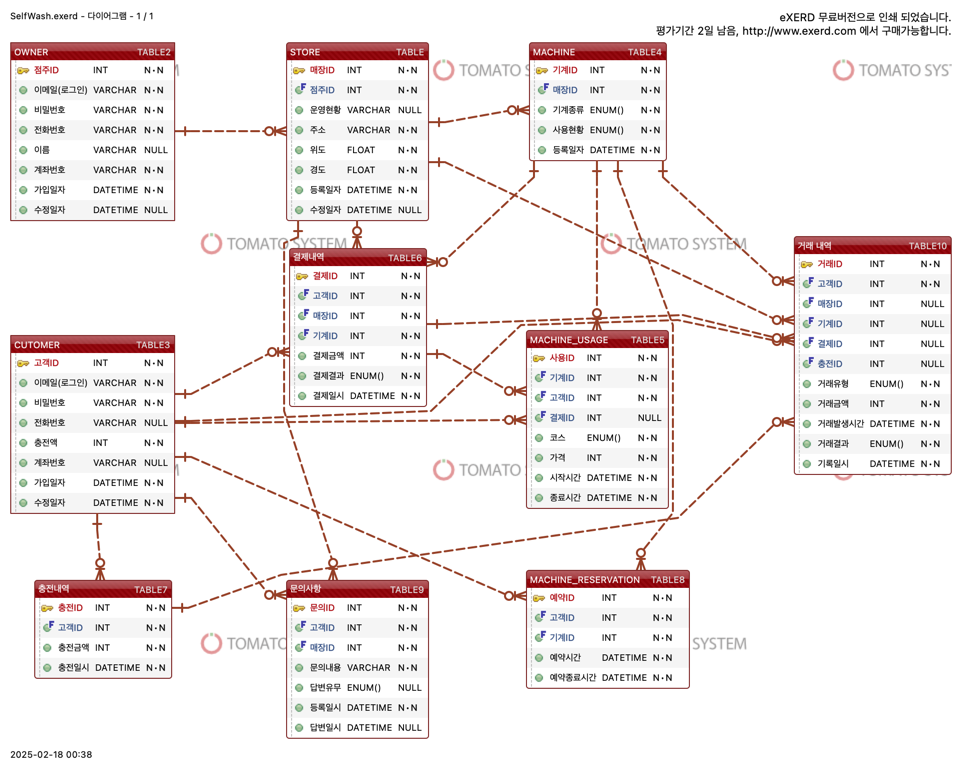 SelfWash.exerd - 다이어그램 - 1 / 1
eXERD 무료버전으로 인쇄 되었습니다.
평가기간 2일 남음, http://www.exerd.com 에서 구매가능합니다.
OWNER TABLE2
점주ID INT N·N
이메일(로그인) VARCHAR N·N
비밀번호 VARCHAR N·N
전화번호 VARCHAR N·N
이름 VARCHAR NULL
계좌번호 VARCHAR N·N
가입일자 DATETIME N·N
수정일자 DATETIME NULL
STORE TABLE
매장ID INT N·N
점주ID INT N·N
운영현황 VARCHAR NULL
주소 VARCHAR N·N
위도 FLOAT N·N
경도 FLOAT N·N
등록일자 DATETIME N·N
수정일자 DATETIME NULL
MACHINE TABLE4
기계ID INT N·N
매장ID INT N·N
기계종류 ENUM() N·N
사용현황 ENUM() N·N
등록일자 DATETIME N·N
TOMATO S
TOMATO SYST
TOMATO SYSTEM
TOMATO SYSTEM
결제내역 TABLE6
결제ID INT N·N
고객ID INT N·N
매장ID INT N·N
기계ID INT N·N
결제금액 INT N·N
결제결과 ENUM() N·N
결제일시 DATETIME N·N
거래 내역 TABLE10
거래ID INT N·N
고객ID INT N·N
매장ID INT NULL
기계ID INT NULL
결제ID INT NULL
충전ID INT NULL
거래유형 ENUM() N·N
거래금액 INT N·N
거래발생시간 DATETIME N·N
거래결과 ENUM() N·N
기록일시 DATETIME N·N
CUTOMER TABLE3
고객ID INT N·N
이메일(로그인) VARCHAR N·N
비밀번호 VARCHAR N·N
전화번호 VARCHAR NULL
충전액 INT N·N
계좌번호 VARCHAR NULL
가입일자 DATETIME N·N
수정일자 DATETIME N·N
MACHINE_USAGE TABLE5
사용ID INT N·N
기계ID INT N·N
고객ID INT N·N
결제ID INT NULL
코스 ENUM() N·N
가격 INT N·N
시작시간 DATETIME N·N
종료시간 DATETIME N·N
TOMATO S
충전내역 TABLE7
충전ID INT N·N
고객ID INT N·N
충전금액 INT N·N
충전일시 DATETIME N·N
문의사항 TABLE9
문의ID INT N·N
고객ID INT N·N
매장ID INT N·N
문의내용 VARCHAR N·N
답변유무 ENUM() NULL
등록일시 DATETIME N·N
답변일시 DATETIME NULL
MACHINE_RESERVATION TABLE8
예약ID INT N·N
고객ID INT N·N
기계ID INT N·N
예약시간 DATETIME N·N
예약종료시간 DATETIME N·N
TOMAT
SYSTEM
2025-02-18 00:38